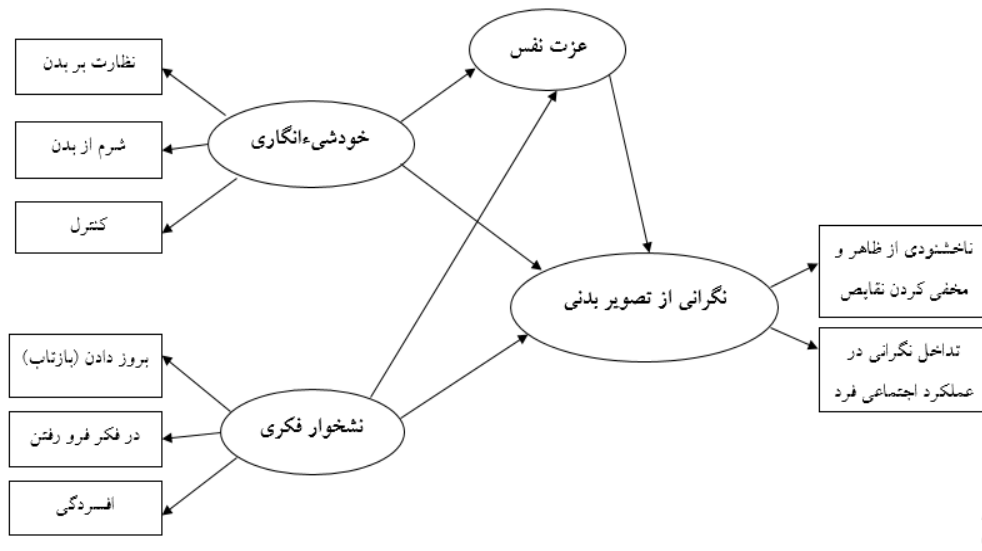 عزت نفس
نظارت بر بدن
خودشیءانگاری
شرم از بدن
کنترل
ناخشنودی از ظاهر و
مخفی کردن نقایص
نگرانی از تصویر بدنی
تداخل نگرانی در
عملکرد اجتماعی فرد
بروز دادن (بازتاب)
نشخوار فکری
در فکر فرو رفتن
افسردگی